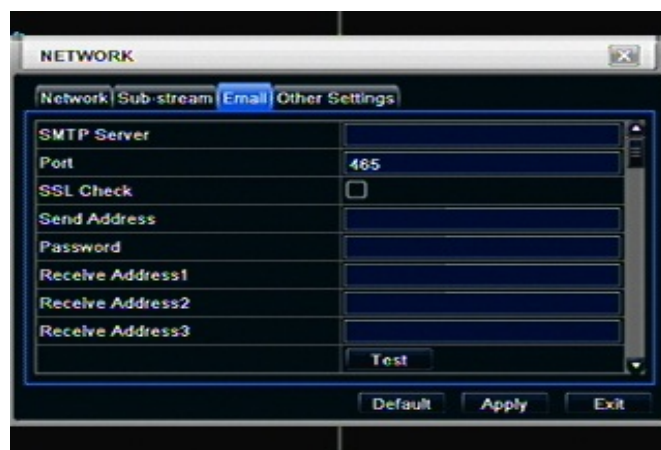 NETWORK
Network Sub-stream Email Other Settings
SMTP Server
Port 465
SSL Check
Send Address
Password
Receive Address1
Receive Address2
Receive Address3
Test
Default Apply Exit